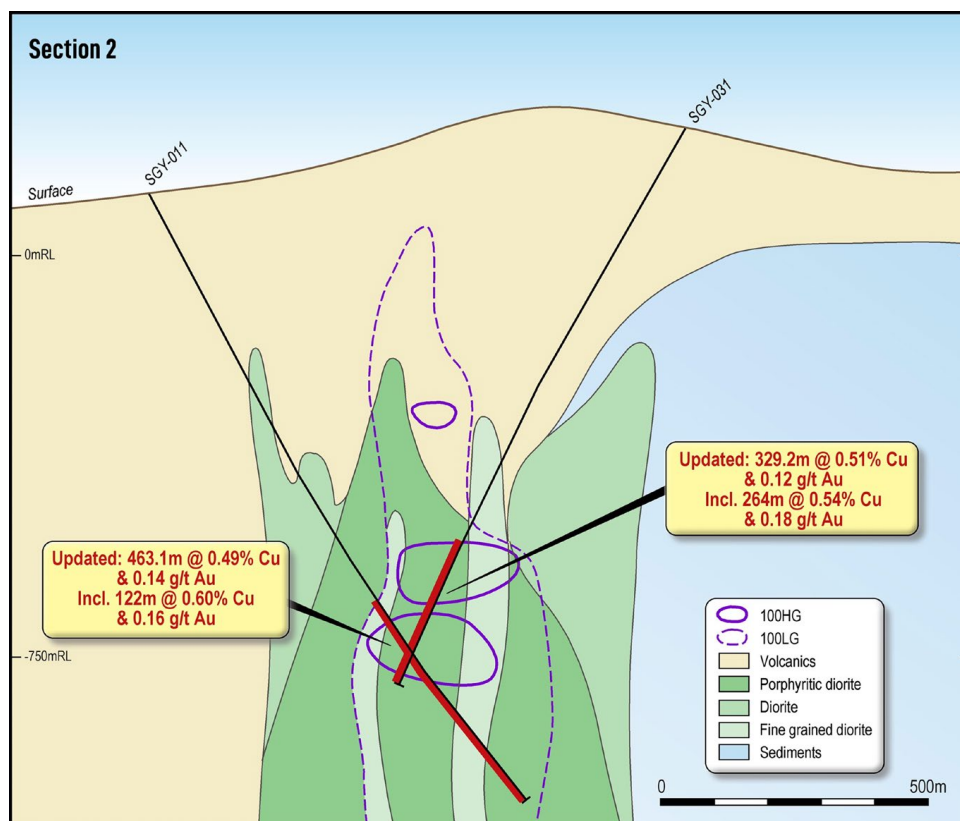 Section 2
SGY-011
SGY-031
Surface
0mRL
Updated: 329.2m @ 0.51% Cu
& 0.12 g/t Au
Incl. 264m @ 0.54% Cu
& 0.18 g/t Au
Updated: 463.1m @ 0.49% Cu
& 0.14 g/t Au
Incl. 122m @ 0.60% Cu
& 0.16 g/t Au
-750mRL
100HG
100LG
Volcanics
Porphyritic diorite
Diorite
Fine grained diorite
Sediments
0 500m